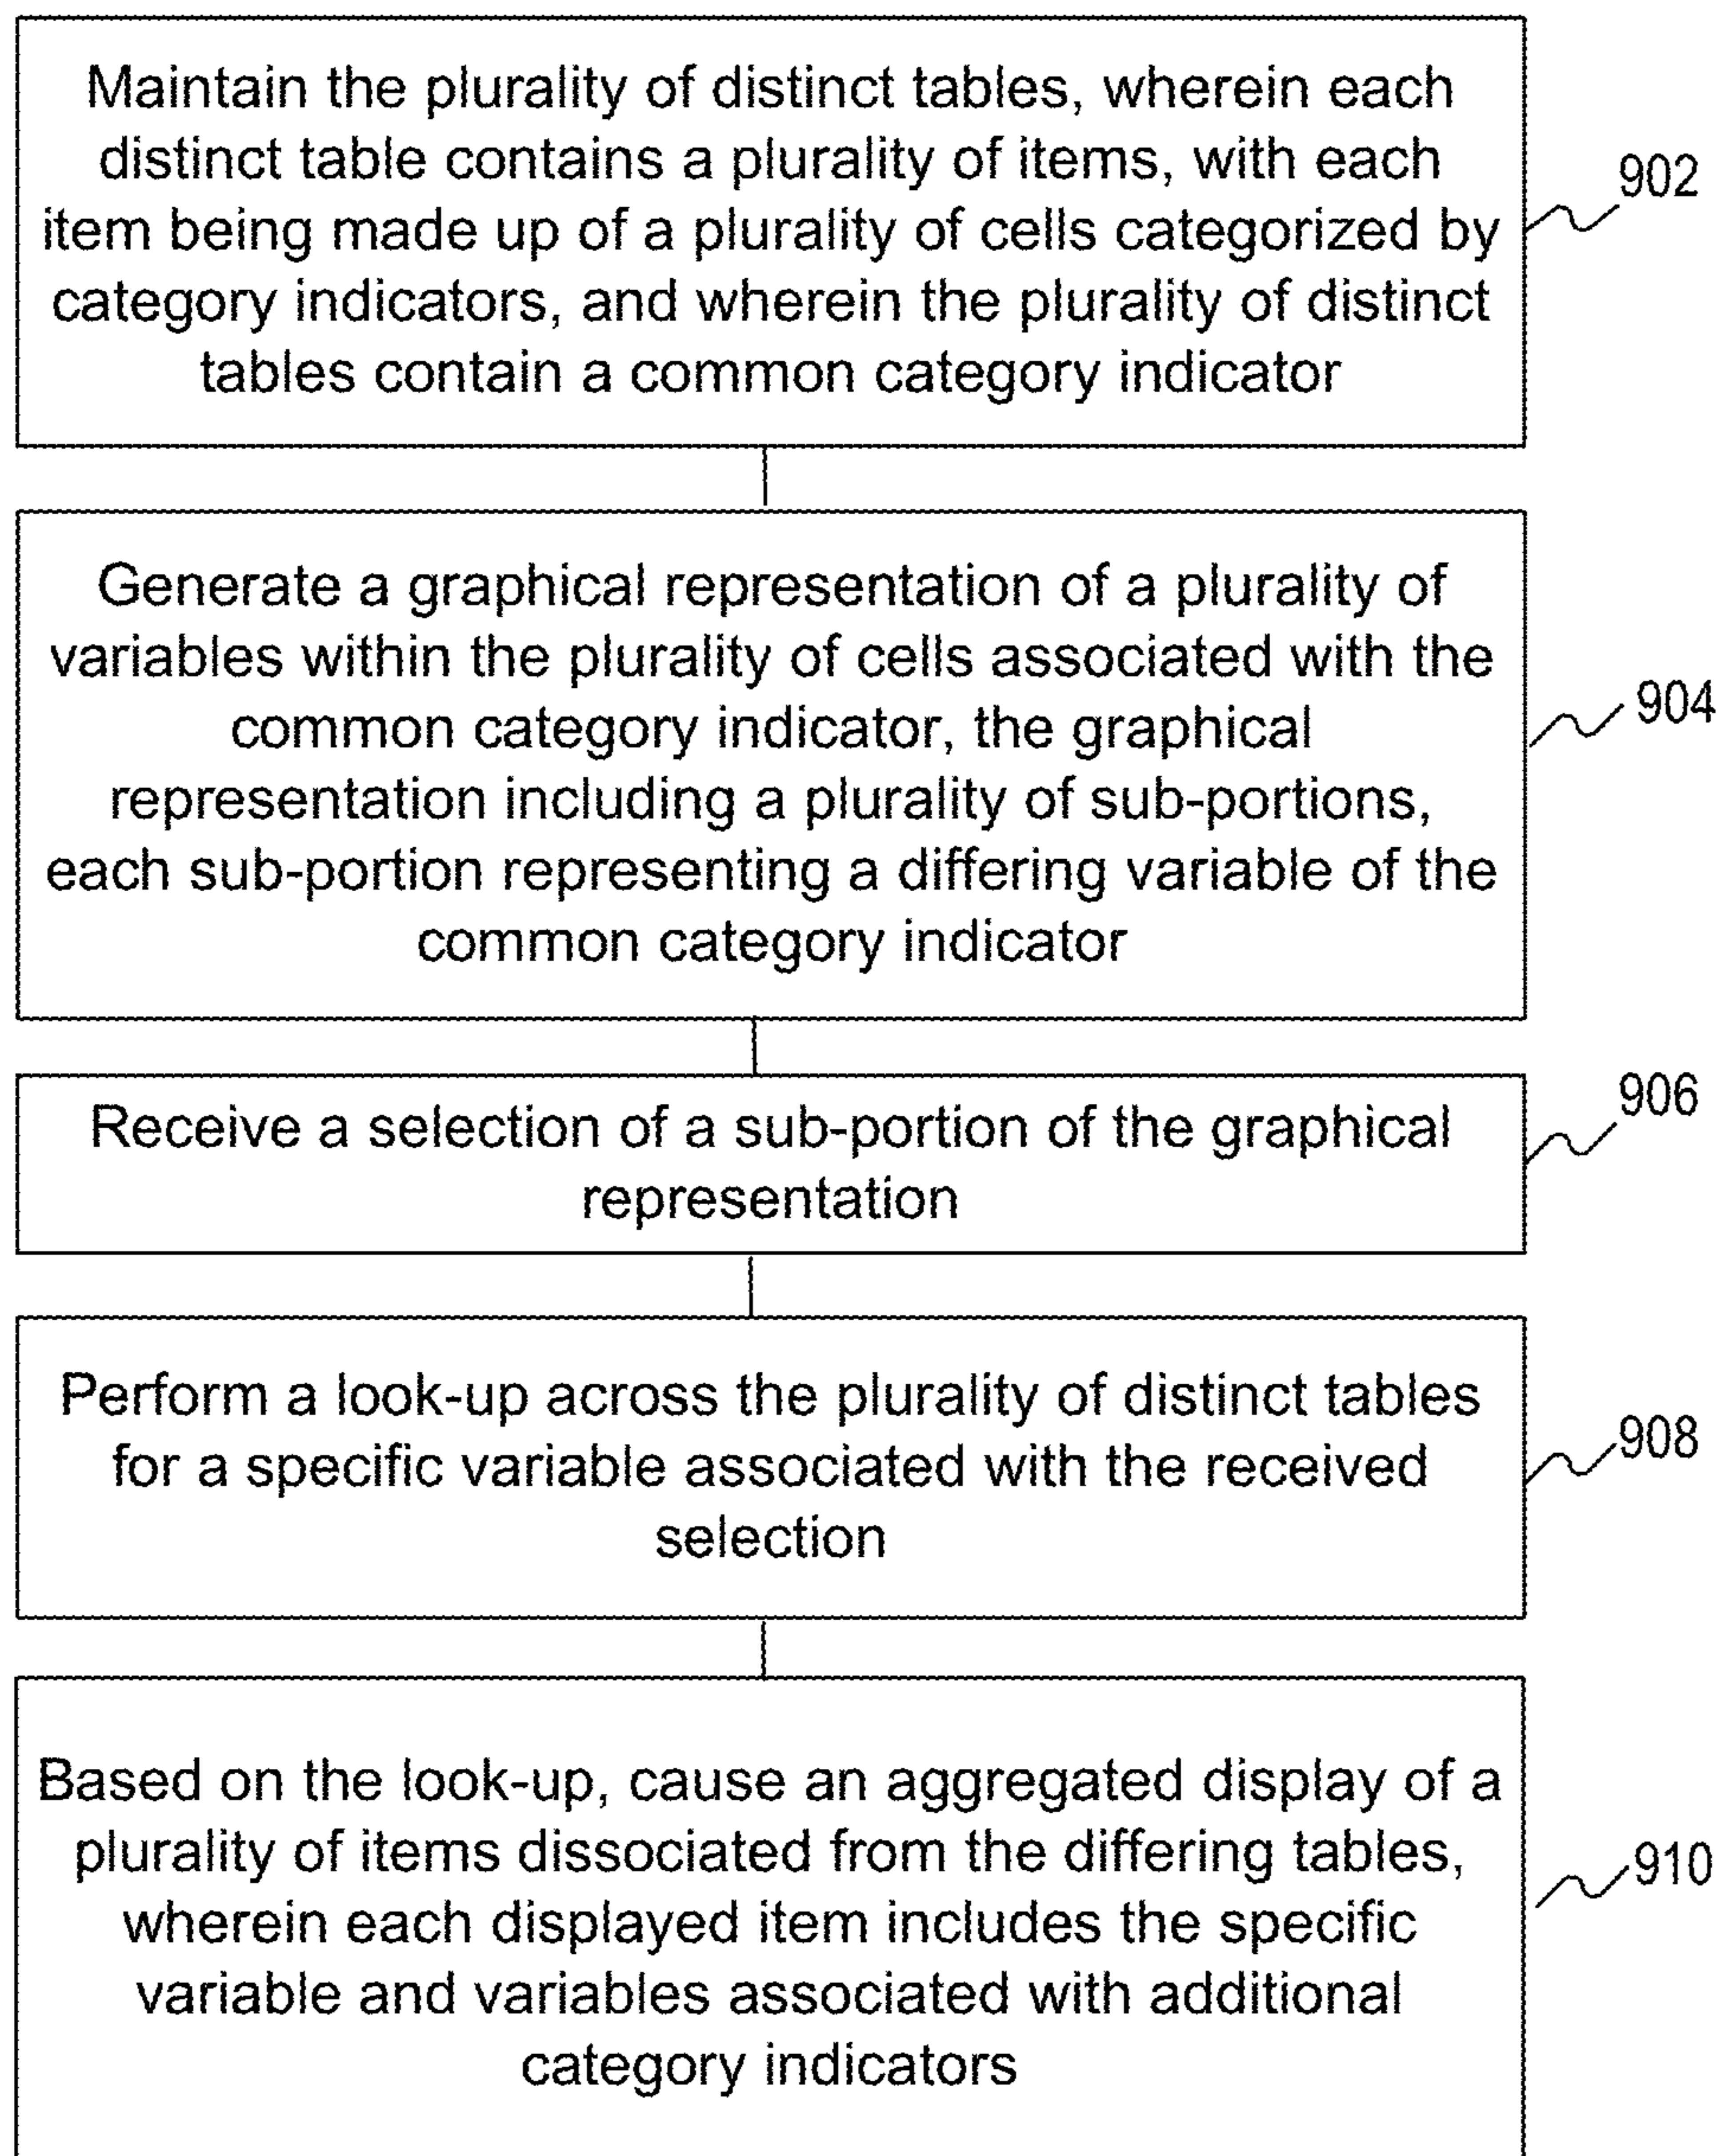 Maintain the plurality of distinct tables, wherein each
distinct table contains a plurality of items, with each
item being made up of a plurality of cells categorized by
category indicators, and wherein the plurality of distinct
tables contain a common category indicator
902
Generate a graphical representation of a plurality of
variables within the plurality of cells associated with the
common category indicator, the graphical
representation including a plurality of sub-portions,
each sub-portion representing a differing variable of the
common category indicator
904
Receive a selection of a sub-portion of the graphical
representation
906
Perform a look-up across the plurality of distinct tables
for a specific variable associated with the received
selection
908
Based on the look-up, cause an aggregated display of a
plurality of items dissociated from the differing tables,
wherein each displayed item includes the specific
variable and variables associated with additional
category indicators
910